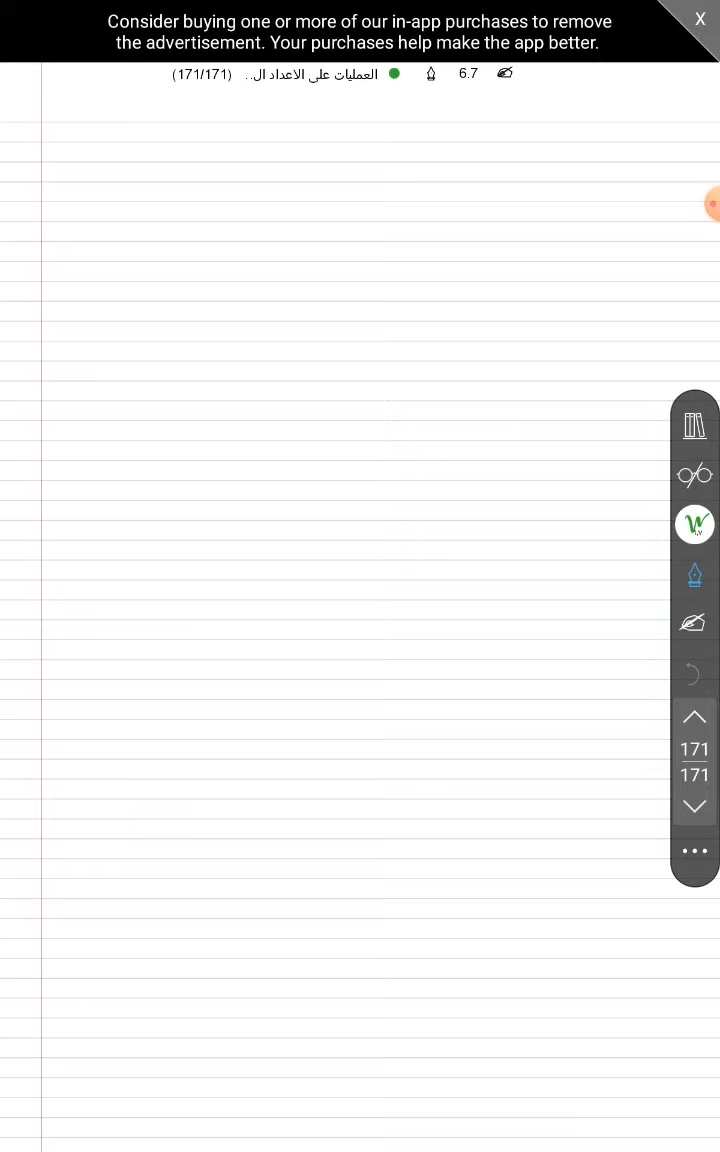 Consider buying one or more of our in-app purchases to remove
the advertisement. Your purchases help make the app better.
X
العمليات على الاعداد ال.. (171/171)
6.7
W
171
171